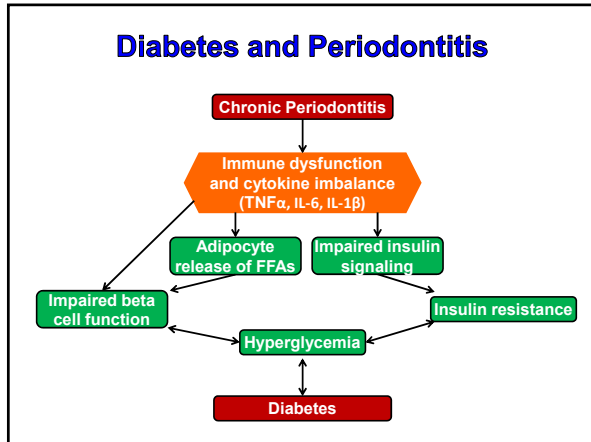 Diabetes and Periodontitis
Chronic Periodontitis
Immune dysfunction
and cytokine imbalance
(TNFα, IL-6, IL-1β)
Adipocyte
release of FFAs
Impaired insulin
signaling
Impaired beta
cell function
Insulin resistance
Hyperglycemia
Diabetes